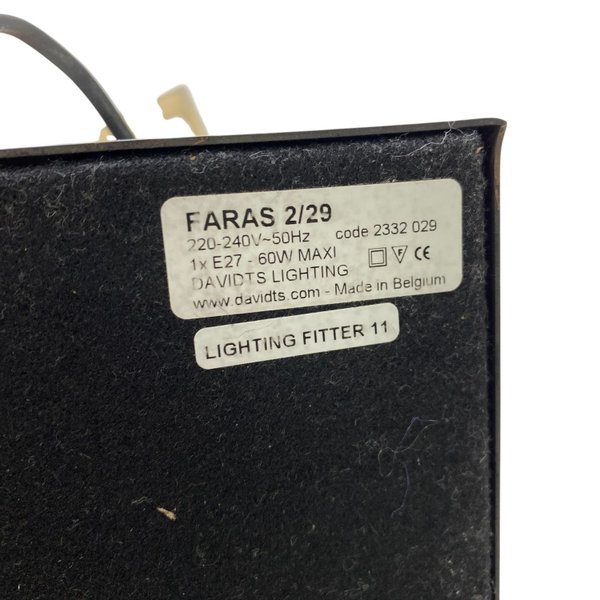 FARAS 2/29
220-240V~50Hz code 2332 029
1x E27 - 60W MAXI F CE
DAVIDTS LIGHTING
www.davidts.com - Made in Belgium
LIGHTING FITTER 11